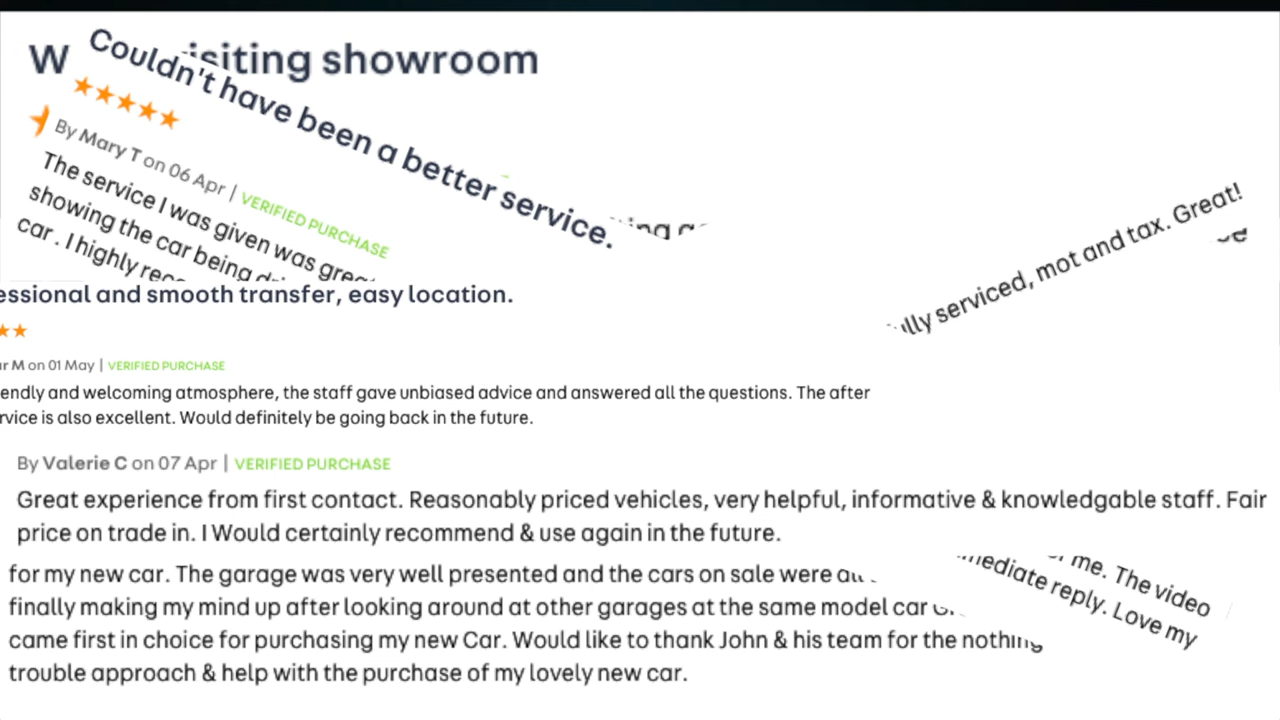 W isiting showroom
Couldn't have been a better service.
By Mary T on 06 Apr | VERIFIED PURCHASE
The service I was given was great
showing the car being
car. I highly
fully serviced, mot and tax. Great!
essional and smooth transfer, easy location.
ar M on 01 May | VERIFIED PURCHASE
endly and welcoming atmosphere, the staff gave unbiased advice and answered all the questions. The after
rvice is also excellent. Would definitely be going back in the future.
By Valerie C on 07 Apr | VERIFIED PURCHASE
Great experience from first contact. Reasonably priced vehicles, very helpful, informative & knowledgable staff. Fair
price on trade in. I Would certainly recommend & use again in the future.
me. The video
mediate reply. Love my
for my new car. The garage was very well presented and the cars on sale were
finally making my mind up after looking around at other garages at the same model car
came first in choice for purchasing my new Car. Would like to thank John & his team for the nothing
trouble approach & help with the purchase of my lovely new car.